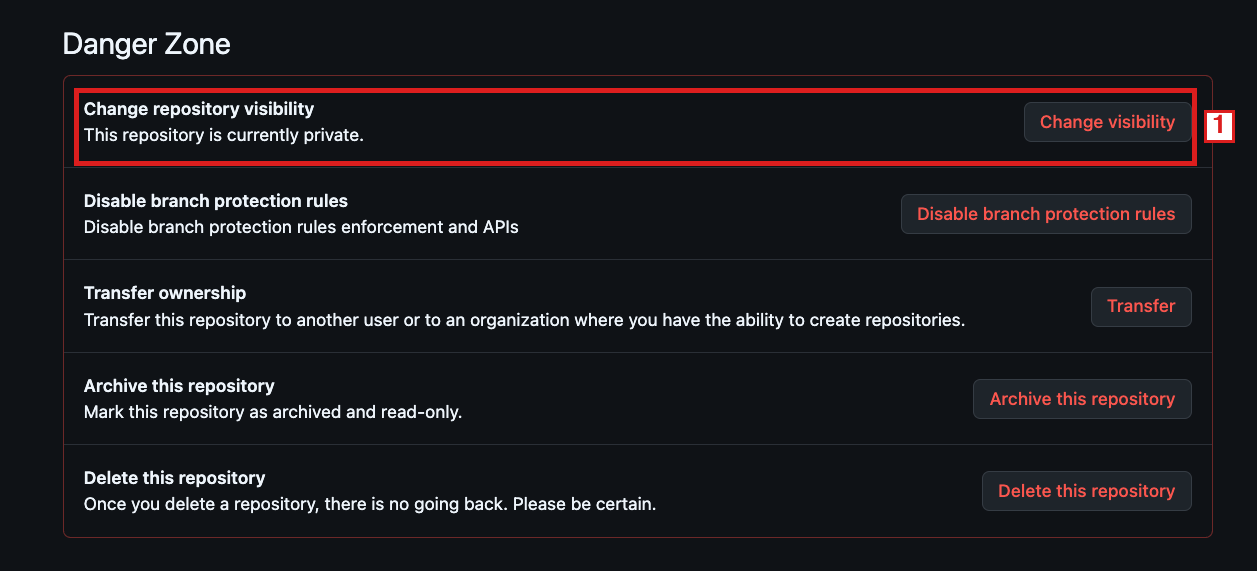 Danger Zone
Change repository visibility
This repository is currently private.
Change visibility
1
Disable branch protection rules
Disable branch protection rules enforcement and APIs
Disable branch protection rules
Transfer ownership
Transfer this repository to another user or to an organization where you have the ability to create repositories.
Transfer
Archive this repository
Mark this repository as archived and read-only.
Archive this repository
Delete this repository
Once you delete a repository, there is no going back. Please be certain.
Delete this repository